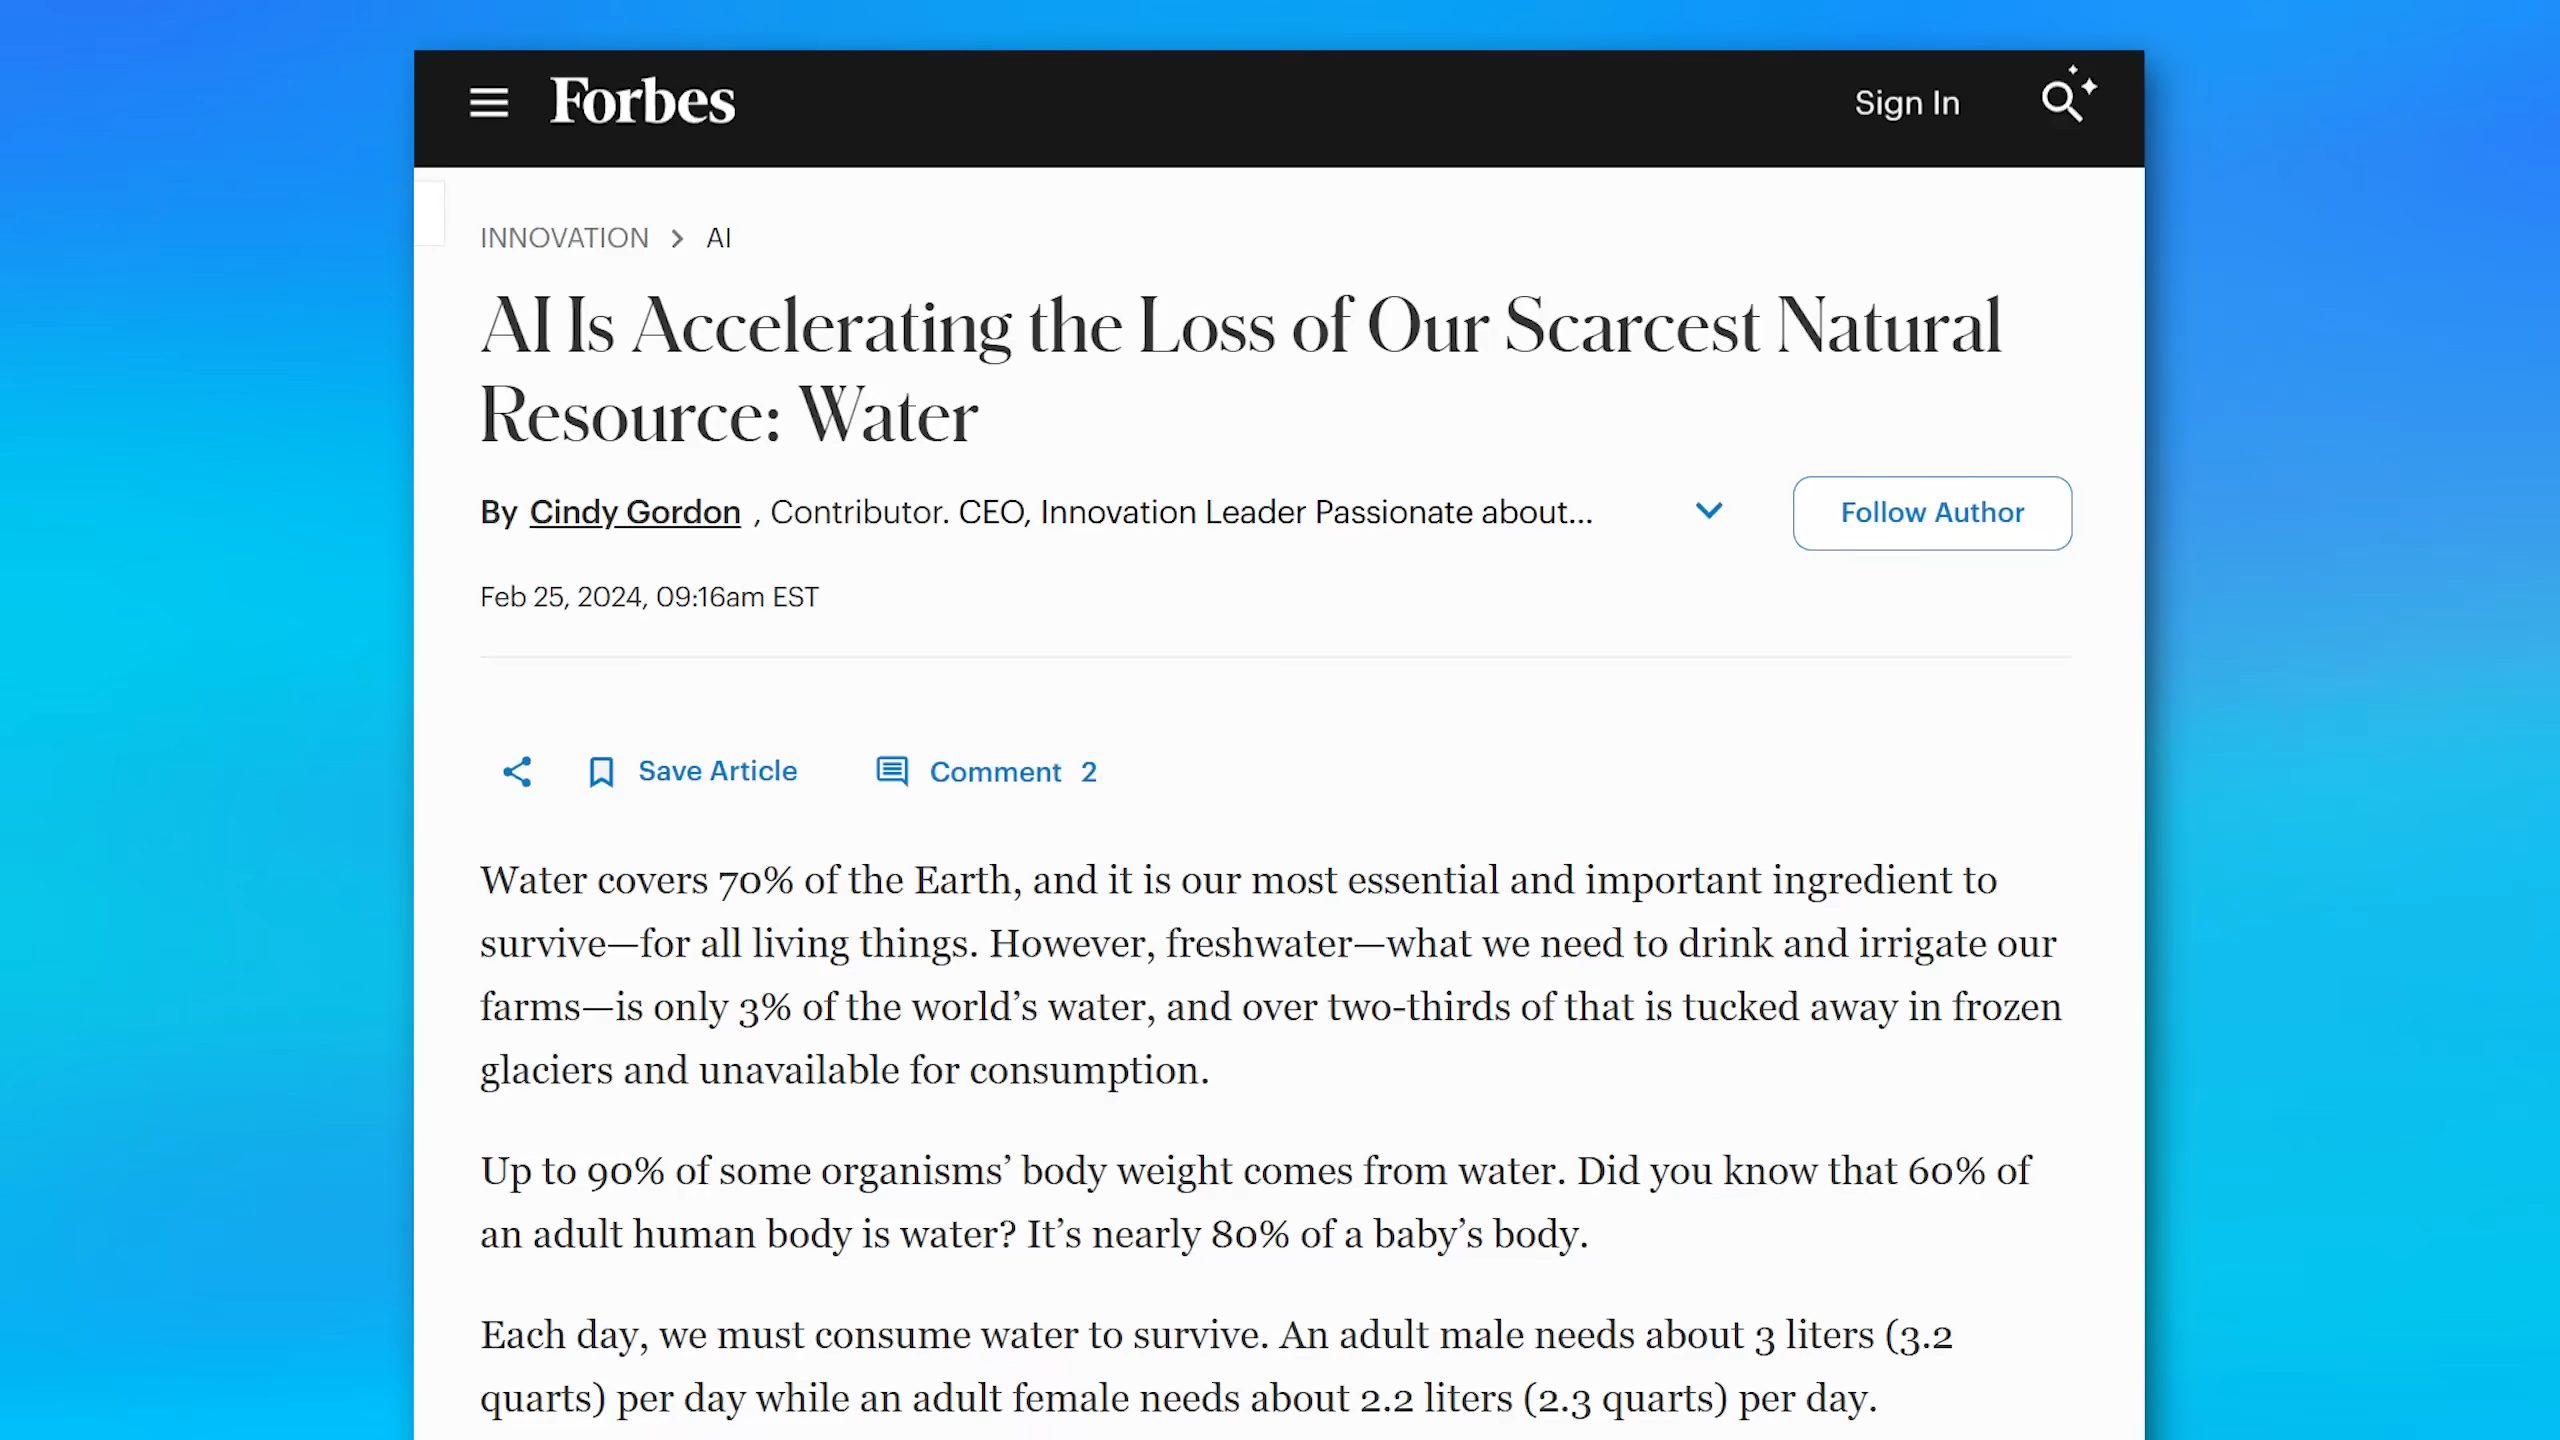 Forbes
Sign In
INNOVATION > AI
AI Is Accelerating the Loss of Our Scarcest Natural
Resource: Water
By Cindy Gordon , Contributor. CEO, Innovation Leader Passionate about...
Follow Author
Feb 25, 2024, 09:16am EST
Save Article
Comment 2
Water covers 70% of the Earth, and it is our most essential and important ingredient to
survive—for all living things. However, freshwater—what we need to drink and irrigate our
farms—is only 3% of the world’s water, and over two-thirds of that is tucked away in frozen
glaciers and unavailable for consumption.
Up to 90% of some organisms’ body weight comes from water. Did you know that 60% of
an adult human body is water? It’s nearly 80% of a baby’s body.
Each day, we must consume water to survive. An adult male needs about 3 liters (3.2
quarts) per day while an adult female needs about 2.2 liters (2.3 quarts) per day.